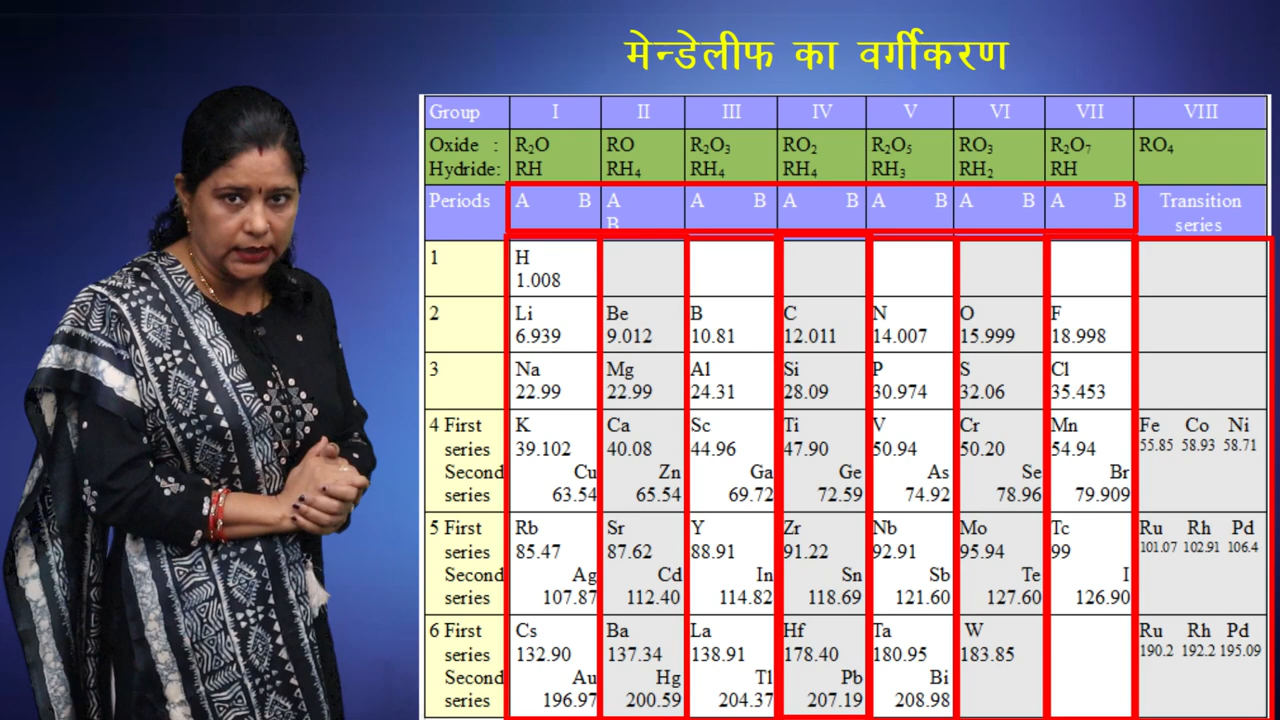 मेन्डेलीफ का वर्गीकरण
Group I II III IV V VI VII VIII
Oxide : R₂O RO R₂O₃ RO₂ R₂O₅ RO₃ R₂O₇ RO₄
Hydride: RH RH₄ RH₄ RH₄ RH₃ RH₂ RH
Periods A B A A B A B A B A B A B Transition
B series
1 H
1.008
2 Li Be B C N O F
6.939 9.012 10.81 12.011 14.007 15.999 18.998
3 Na Mg Al Si P S Cl
22.99 22.99 24.31 28.09 30.974 32.06 35.453
4 First K Ca Sc Ti V Cr Mn Fe Co Ni
series 39.102 40.08 44.96 47.90 50.94 50.20 54.94 55.85 58.93 58.71
Second Cu Zn Ga Ge As Se Br
series 63.54 65.54 69.72 72.59 74.92 78.96 79.909
5 First Rb Sr Y Zr Nb Mo Tc Ru Rh Pd
series 85.47 87.62 88.91 91.22 92.91 95.94 99 101.07 102.91 106.4
Second Ag Cd In Sn Sb Te I
series 107.87 112.40 114.82 118.69 121.60 127.60 126.90
6 First Cs Ba La Hf Ta W Ru Rh Pd
series 132.90 137.34 138.91 178.40 180.95 183.85 190.2 192.2 195.09
Second Au Hg Tl Pb Bi
series 196.97 200.59 204.37 207.19 208.98